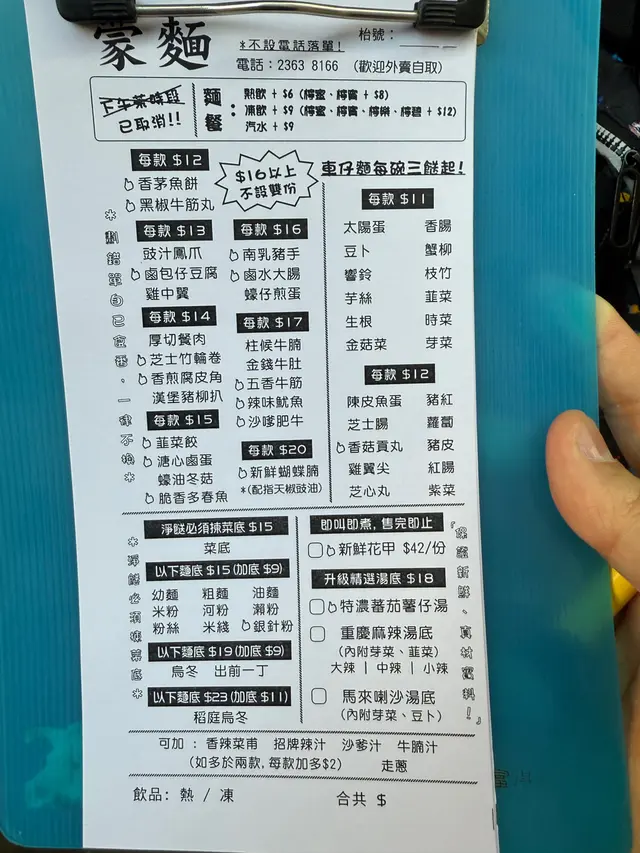 蒙麵
*不設電話落單!
枱號:
電話:2363 8166 (歡迎外賣自取)
下午茶時段
已取消!!
麵餐:
熱飲 + $6 (檸蜜、檸賓 + $8)
凍飲 + $9 (檸蜜、檸賓、檸樂、檸碧 + $12)
汽水 + $9
每款 $12
香茅魚餅
黑椒牛筋丸
$16以上
不設雙份
每款 $13
豉汁鳳爪
鹵包仔豆腐
雞中翼
每款 $14
厚切餐肉
芝士竹輪卷
香煎腐皮角
漢堡豬柳扒
每款 $15
韮菜餃
溏心鹵蛋
蠔油冬菇
脆香多春魚
每款 $16
南乳豬手
鹵水大腸
蠔仔煎蛋
每款 $17
柱候牛腩
金錢牛肚
五香牛筋
辣味魷魚
沙嗲肥牛
每款 $20
新鮮蝴蝶腩
*(配指天椒豉油)
*劃錯單自己查番,一律不換*
車仔麵每碗三餸起!
每款 $11
太陽蛋 香腸
豆卜 蟹柳
響鈴 枝竹
芋絲 韮菜
生根 時菜
金菇菜 芽菜
每款 $12
陳皮魚蛋 豬紅
芝士腸 蘿蔔
香菇貢丸 豬皮
雞翼尖 紅腸
芝心丸 紫菜
淨餸必須揀菜底 $15
菜底
以下麵底 $15(加底 $9)
幼麵 粗麵 油麵
米粉 河粉 瀨粉
粉絲 米綫 銀針粉
以下麵底 $19(加底 $9)
烏冬 出前一丁
以下麵底 $23(加底 $11)
稻庭烏冬
*淨餸必須揀菜底*
即叫即煮, 售完即止
新鮮花甲 $42/份
升級精選湯底 $18
特濃蕃茄薯仔湯
重慶麻辣湯底
(內附芽菜、韮菜)
大辣 | 中辣 | 小辣
馬來喇沙湯底
(內附芽菜、豆卜)
「保證新鮮、真材實料!」
可加 : 香辣菜甫 招牌辣汁 沙爹汁 牛腩汁
(如多於兩款, 每款加多$2) 走蔥
飲品: 熱 / 凍 合共 $